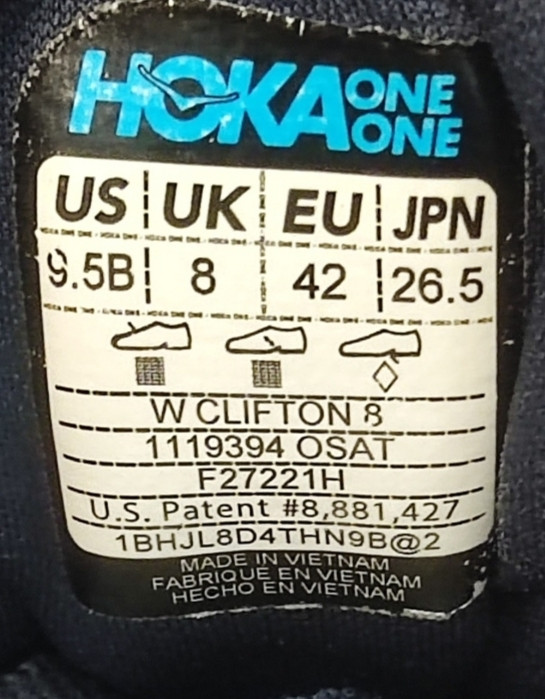 HOKA ONE ONE
US UK EU JPN
9.5B 8 42 26.5
W CLIFTON 8
1119394 OSAT
F27221H
U.S. Patent #8,881,427
1BHJL8D4THN9B@2
MADE IN VIETNAM
FABRIQUE EN VIETNAM
HECHO EN VIETNAM